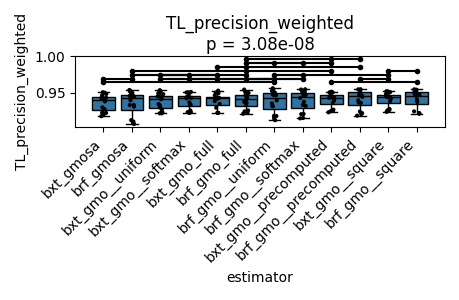 TL_precision_weighted
p = 3.08e-08
TL_precision_weighted
1.00
0.95
bxt_gmosa
brf_gmosa
bxt_gmo__uniform
bxt_gmo__softmax
bxt_gmo_full
brf_gmo_full
brf_gmo__uniform
brf_gmo__softmax
bxt_gmo__precomputed
brf_gmo__precomputed
bxt_gmo__square
brf_gmo__square
estimator